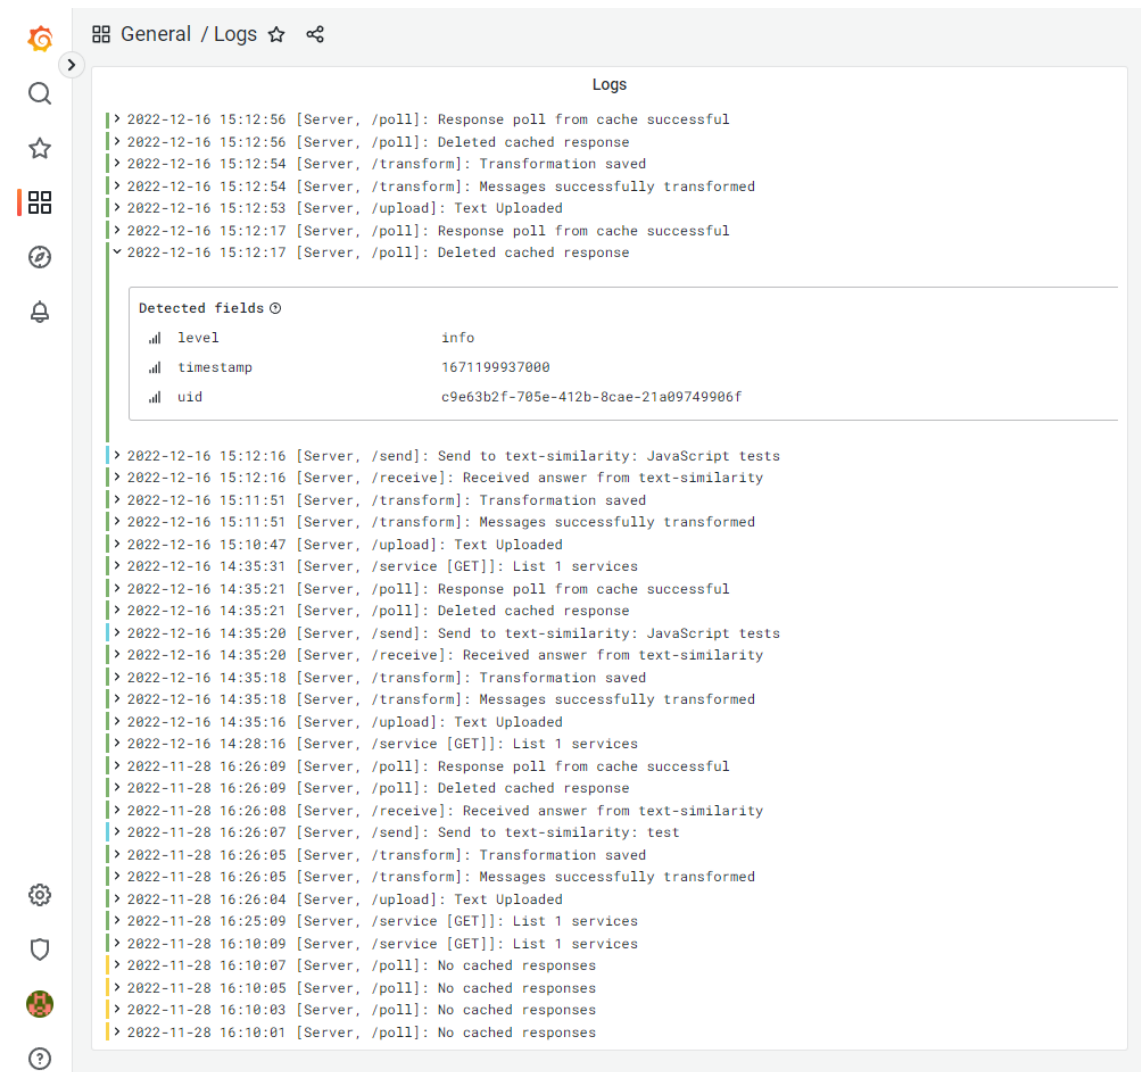 General / Logs
Logs
2022-12-16 15:12:56 [Server, /poll]: Response poll from cache successful
2022-12-16 15:12:56 [Server, /poll]: Deleted cached response
2022-12-16 15:12:54 [Server, /transform]: Transformation saved
2022-12-16 15:12:54 [Server, /transform]: Messages successfully transformed
2022-12-16 15:12:53 [Server, /upload]: Text Uploaded
2022-12-16 15:12:17 [Server, /poll]: Response poll from cache successful
2022-12-16 15:12:17 [Server, /poll]: Deleted cached response
Detected fields
level info
timestamp 1671199937000
uid c9e63b2f-705e-412b-8cae-21a09749906f
2022-12-16 15:12:16 [Server, /send]: Send to text-similarity: JavaScript tests
2022-12-16 15:12:16 [Server, /receive]: Received answer from text-similarity
2022-12-16 15:11:51 [Server, /transform]: Transformation saved
2022-12-16 15:11:51 [Server, /transform]: Messages successfully transformed
2022-12-16 15:10:47 [Server, /upload]: Text Uploaded
2022-12-16 14:35:31 [Server, /service [GET]]: List 1 services
2022-12-16 14:35:21 [Server, /poll]: Response poll from cache successful
2022-12-16 14:35:21 [Server, /poll]: Deleted cached response
2022-12-16 14:35:20 [Server, /send]: Send to text-similarity: JavaScript tests
2022-12-16 14:35:20 [Server, /receive]: Received answer from text-similarity
2022-12-16 14:35:18 [Server, /transform]: Transformation saved
2022-12-16 14:35:18 [Server, /transform]: Messages successfully transformed
2022-12-16 14:35:16 [Server, /upload]: Text Uploaded
2022-12-16 14:28:16 [Server, /service [GET]]: List 1 services
2022-11-28 16:26:09 [Server, /poll]: Response poll from cache successful
2022-11-28 16:26:09 [Server, /poll]: Deleted cached response
2022-11-28 16:26:08 [Server, /receive]: Received answer from text-similarity
2022-11-28 16:26:07 [Server, /send]: Send to text-similarity: test
2022-11-28 16:26:05 [Server, /transform]: Transformation saved
2022-11-28 16:26:05 [Server, /transform]: Messages successfully transformed
2022-11-28 16:26:04 [Server, /upload]: Text Uploaded
2022-11-28 16:25:09 [Server, /service [GET]]: List 1 services
2022-11-28 16:10:09 [Server, /service [GET]]: List 1 services
2022-11-28 16:10:07 [Server, /poll]: No cached responses
2022-11-28 16:10:05 [Server, /poll]: No cached responses
2022-11-28 16:10:03 [Server, /poll]: No cached responses
2022-11-28 16:10:01 [Server, /poll]: No cached responses